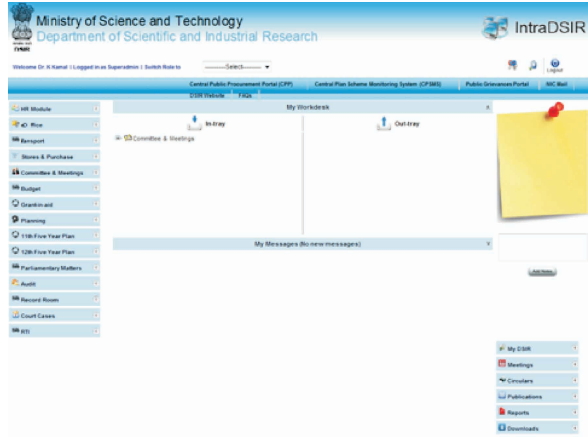 Ministry of Science and Technology
Department of Scientific and Industrial Research
IntraDSIR
Welcome Dr. K Kamal | Logged in as Superadmin | Switch Role to
-Select-
Logout
Central Public Procurement Portal (CPP)
Central Plan Scheme Monitoring System (CPSMS)
Public Grievances Portal
NIC Mail
DSIR Website
FAQs
HR Module
My Workdesk
In-tray
Out-tray
Committee & Meetings
Transport
Stores & Purchase
Committee & Meetings
Budget
Grant-in-aid
Planning
11th Five Year Plan
12th Five Year Plan
My Messages (No new messages)
Parliamentary Matters
Audit
Add Notes
Record Room
Court Cases
RTI
My DSIR
Meetings
Circulars
Publications
Reports
Downloads